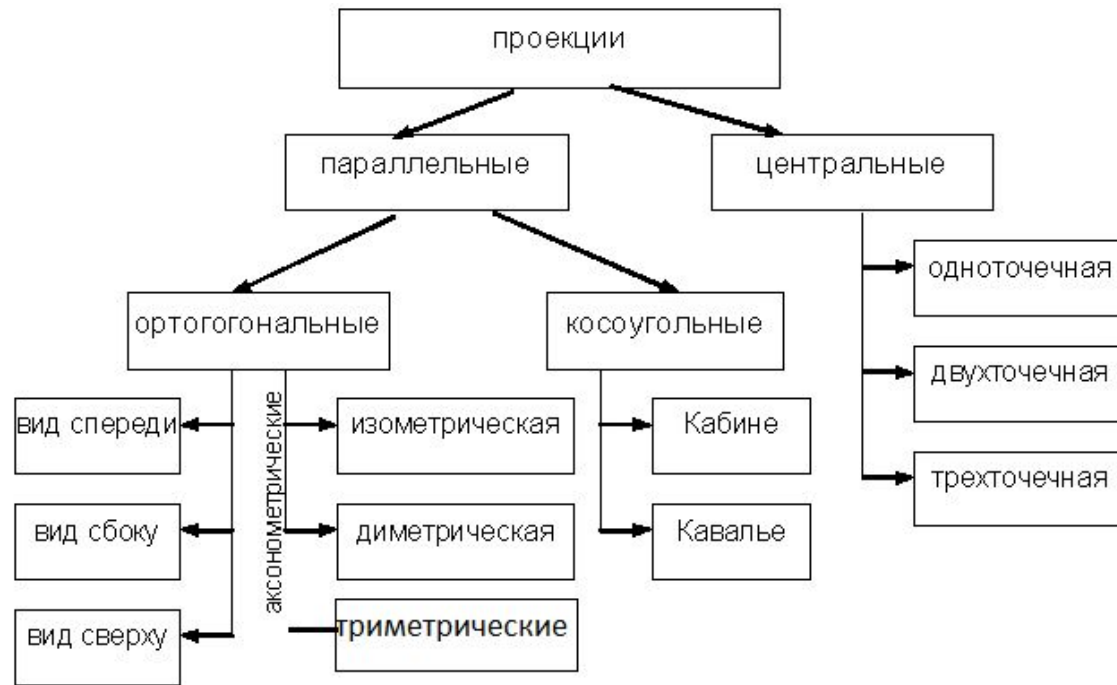 проекции
параллельные
центральные
ортогогональные
косоугольные
одноточечная
двухточечная
трехточечная
вид спереди
вид сбоку
вид сверху
аксонометрические
изометрическая
диметрическая
триметрические
Кабине
Кавалье